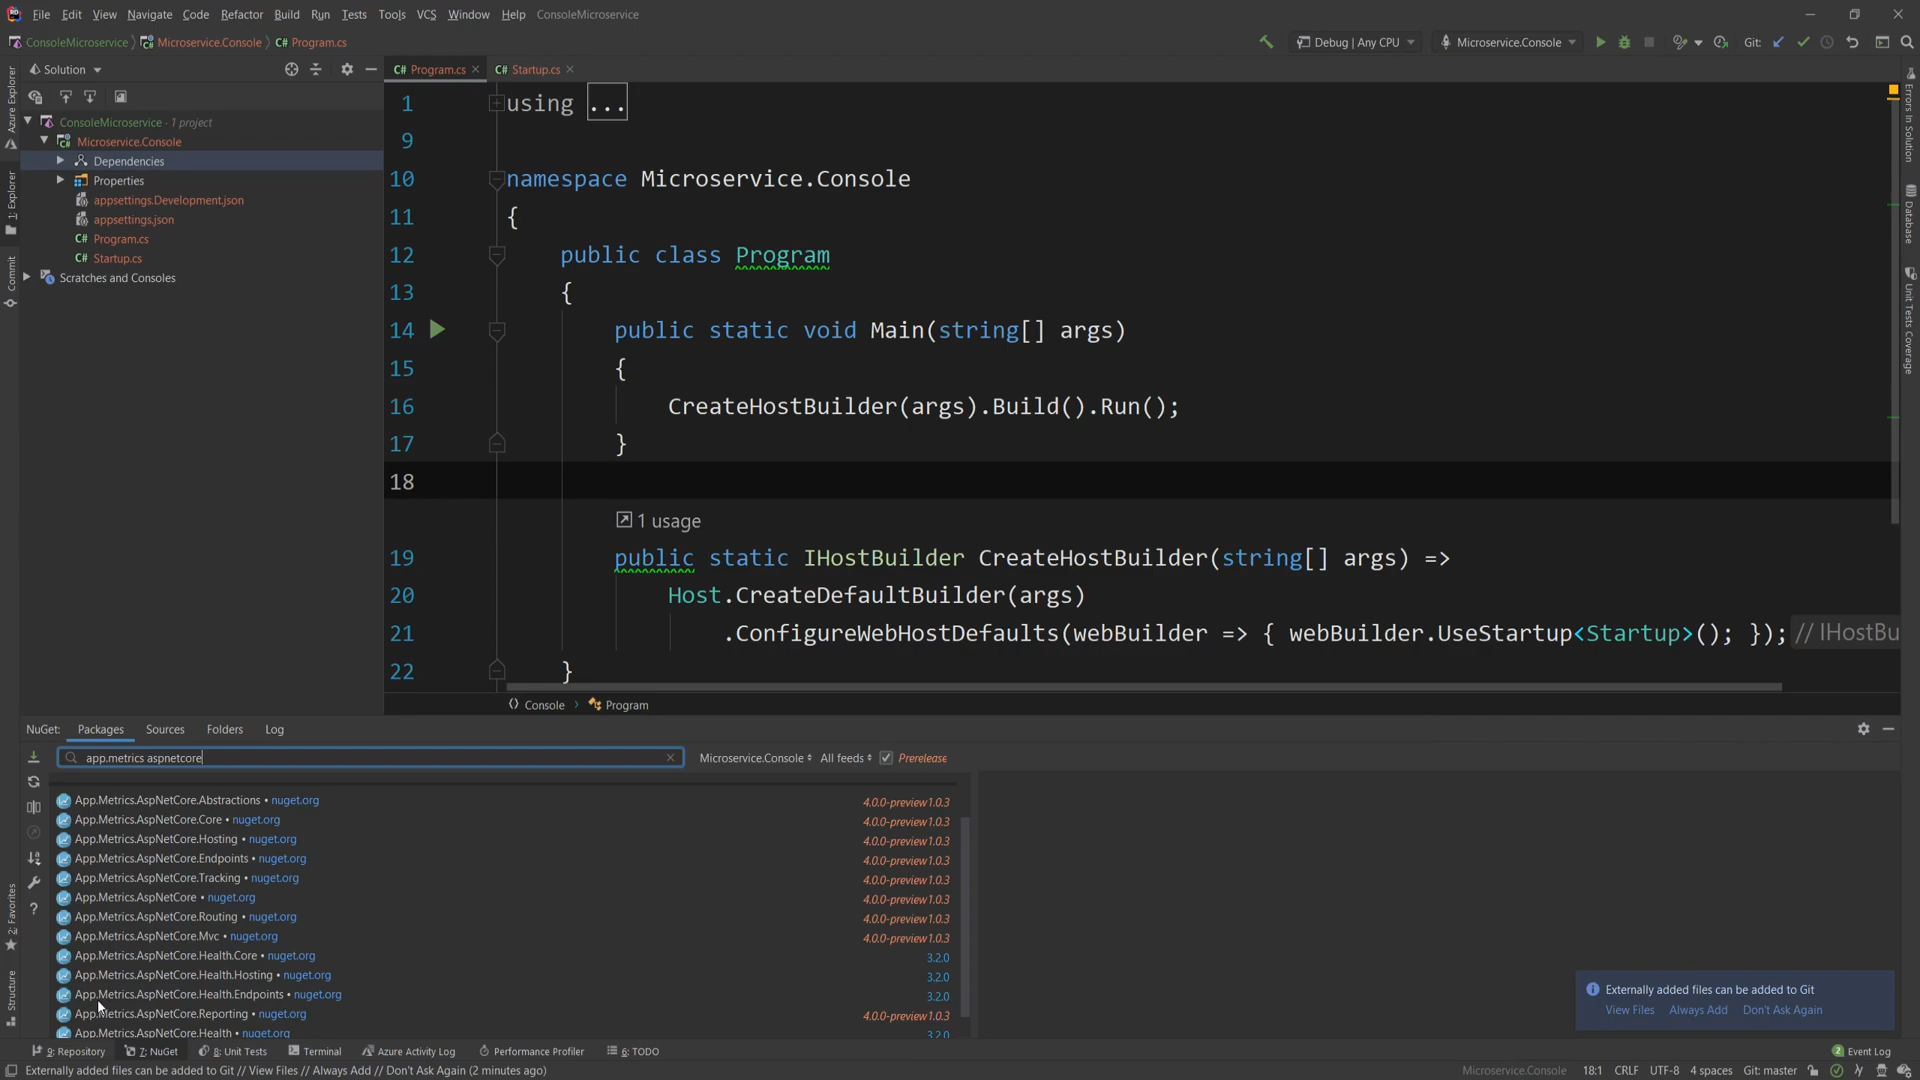 File Edit View Navigate Code Refactor Build Run Tests Tools VCS Window Help ConsoleMicroservice
ConsoleMicroservice Microservice.Console C# Program.cs
Debug | Any CPU Microservice.Console Git:
Solution
C# Program.cs C# Startup.cs
Azure Explorer
1: Explorer
Commit
2: Favorites
Structure
ConsoleMicroservice · 1 project
Microservice.Console
Dependencies
Properties
appsettings.Development.json
appsettings.json
C# Program.cs
C# Startup.cs
Scratches and Consoles
1 using ...
9
10 namespace Microservice.Console
11 {
12 public class Program
13 {
14 public static void Main(string[] args)
15 {
16 CreateHostBuilder(args).Build().Run();
17 }
18
1 usage
19 public static IHostBuilder CreateHostBuilder(string[] args) =>
20 Host.CreateDefaultBuilder(args)
21 .ConfigureWebHostDefaults(webBuilder => { webBuilder.UseStartup<Startup>(); }); // IHostBu
22 }
Console > Program
Errors In Solution
Database
Unit Tests Coverage
NuGet: Packages Sources Folders Log
app.metrics aspnetcore
Microservice.Console All feeds Prerelease
App.Metrics.AspNetCore.Abstractions • nuget.org 4.0.0-preview1.0.3
App.Metrics.AspNetCore.Core • nuget.org 4.0.0-preview1.0.3
App.Metrics.AspNetCore.Hosting • nuget.org 4.0.0-preview1.0.3
App.Metrics.AspNetCore.Endpoints • nuget.org 4.0.0-preview1.0.3
App.Metrics.AspNetCore.Tracking • nuget.org 4.0.0-preview1.0.3
App.Metrics.AspNetCore • nuget.org 4.0.0-preview1.0.3
App.Metrics.AspNetCore.Routing • nuget.org 4.0.0-preview1.0.3
App.Metrics.AspNetCore.Mvc • nuget.org 4.0.0-preview1.0.3
App.Metrics.AspNetCore.Health.Core • nuget.org 3.2.0
App.Metrics.AspNetCore.Health.Hosting • nuget.org 3.2.0
App.Metrics.AspNetCore.Health.Endpoints • nuget.org 3.2.0
App.Metrics.AspNetCore.Reporting • nuget.org 4.0.0-preview1.0.3
App.Metrics.AspNetCore.Health • nuget.org 3.2.0
Externally added files can be added to Git
View Files Always Add Don't Ask Again
9: Repository 7: NuGet 8: Unit Tests Terminal Azure Activity Log Performance Profiler 6: TODO 2 Event Log
Externally added files can be added to Git // View Files // Always Add // Don't Ask Again (2 minutes ago) Microservice.Console 18:1 CRLF UTF-8 4 spaces Git: master